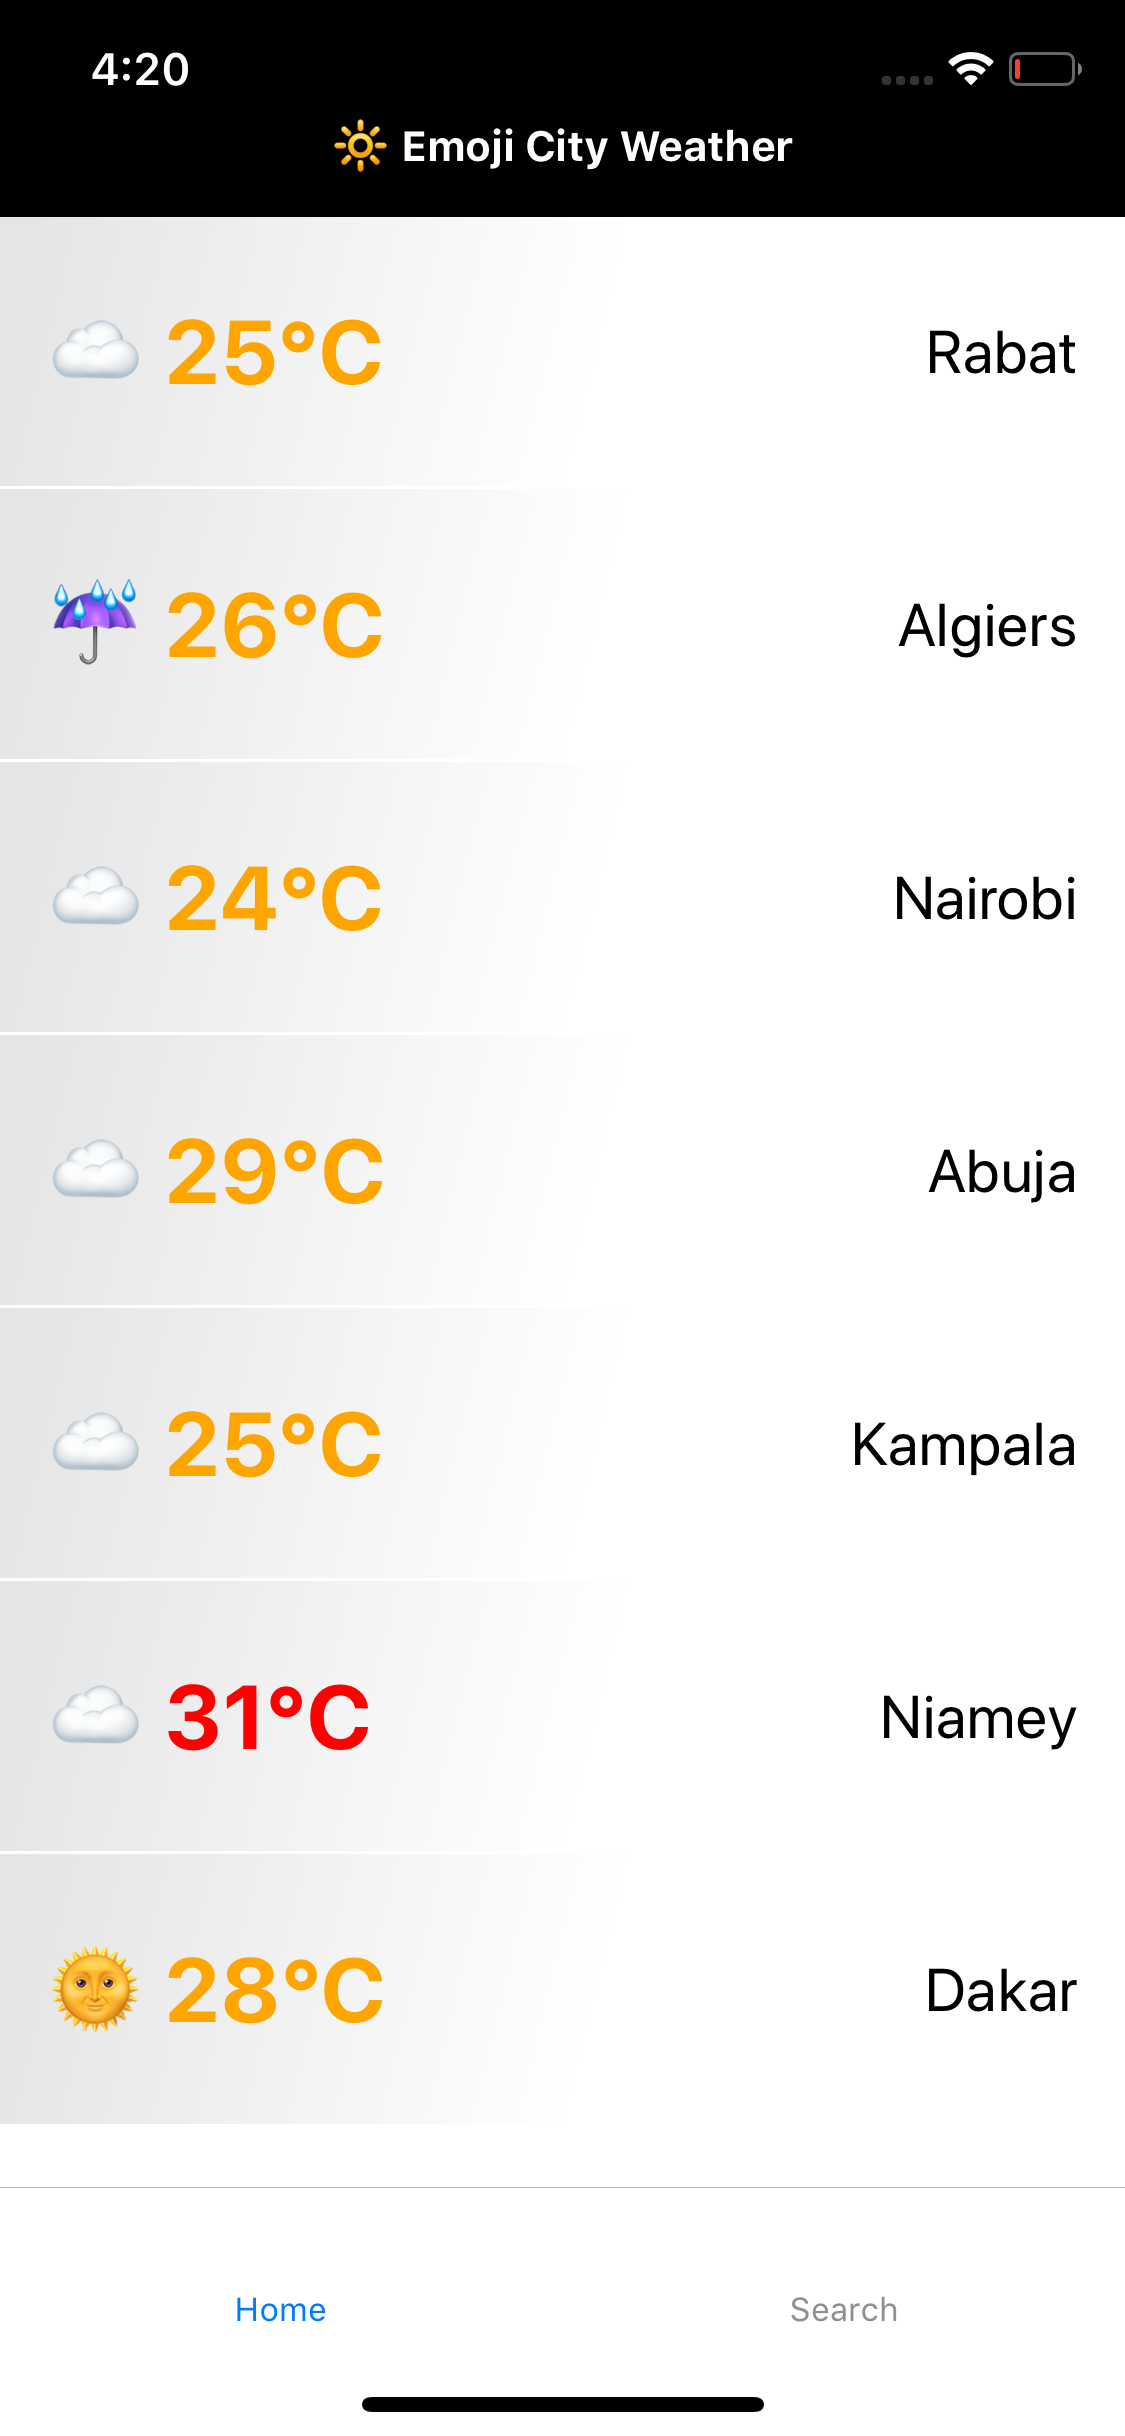 4:20
🔆 Emoji City Weather
☁️ 25°C Rabat
☔ 26°C Algiers
☁️ 24°C Nairobi
☁️ 29°C Abuja
☁️ 25°C Kampala
☁️ 31°C Niamey
🌞 28°C Dakar
Home Search